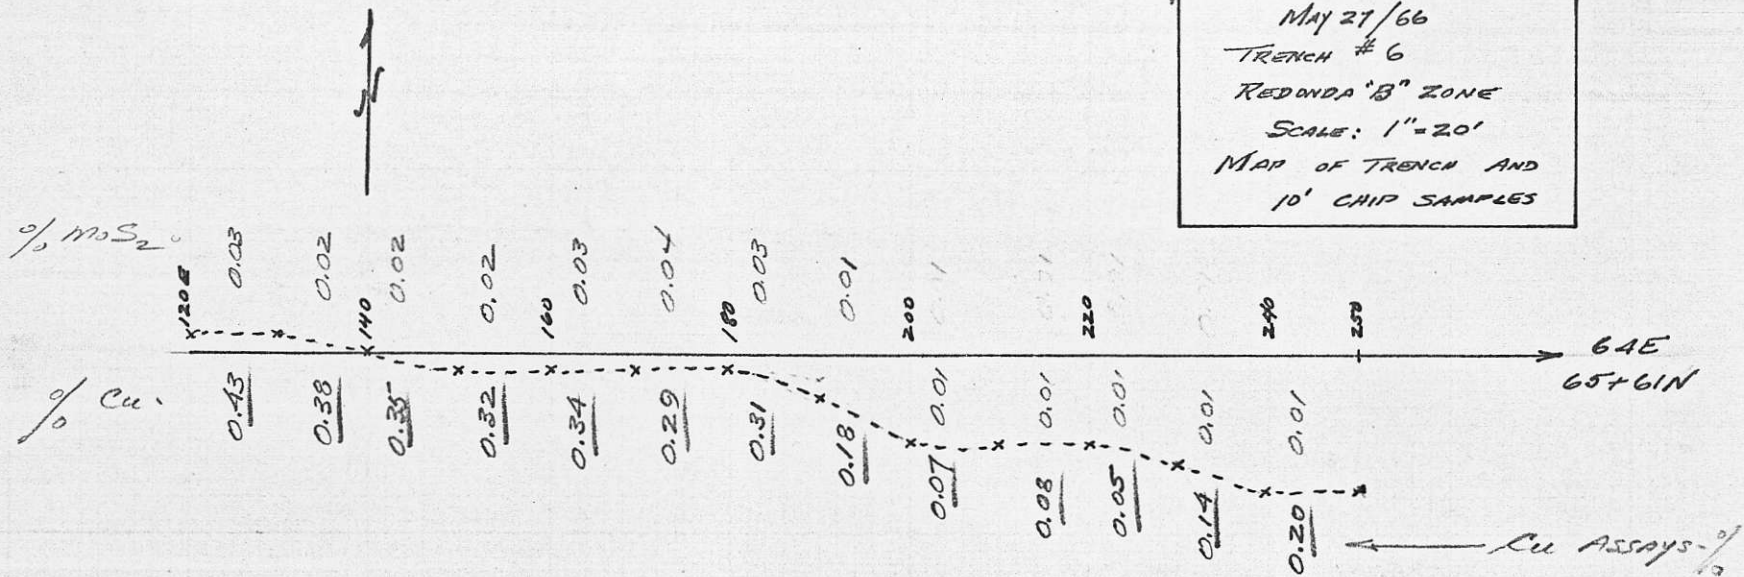 MAY 27/66
TRENCH # 6
REDONDA "B" ZONE
SCALE: 1" = 20'
MAP OF TRENCH AND
10' CHIP SAMPLES
% MoS2
0.03 0.02 0.02 0.02 0.03 0.04 0.03 0.01
120E 140 160 180 200 220 240 250
64E
65+61N
% Cu.
0.43 0.38 0.35 0.32 0.34 0.29 0.31 0.18 0.07 0.08 0.05 0.14 0.20
0.01 0.01 0.01 0.01 0.01
Cu ASSAYS-%